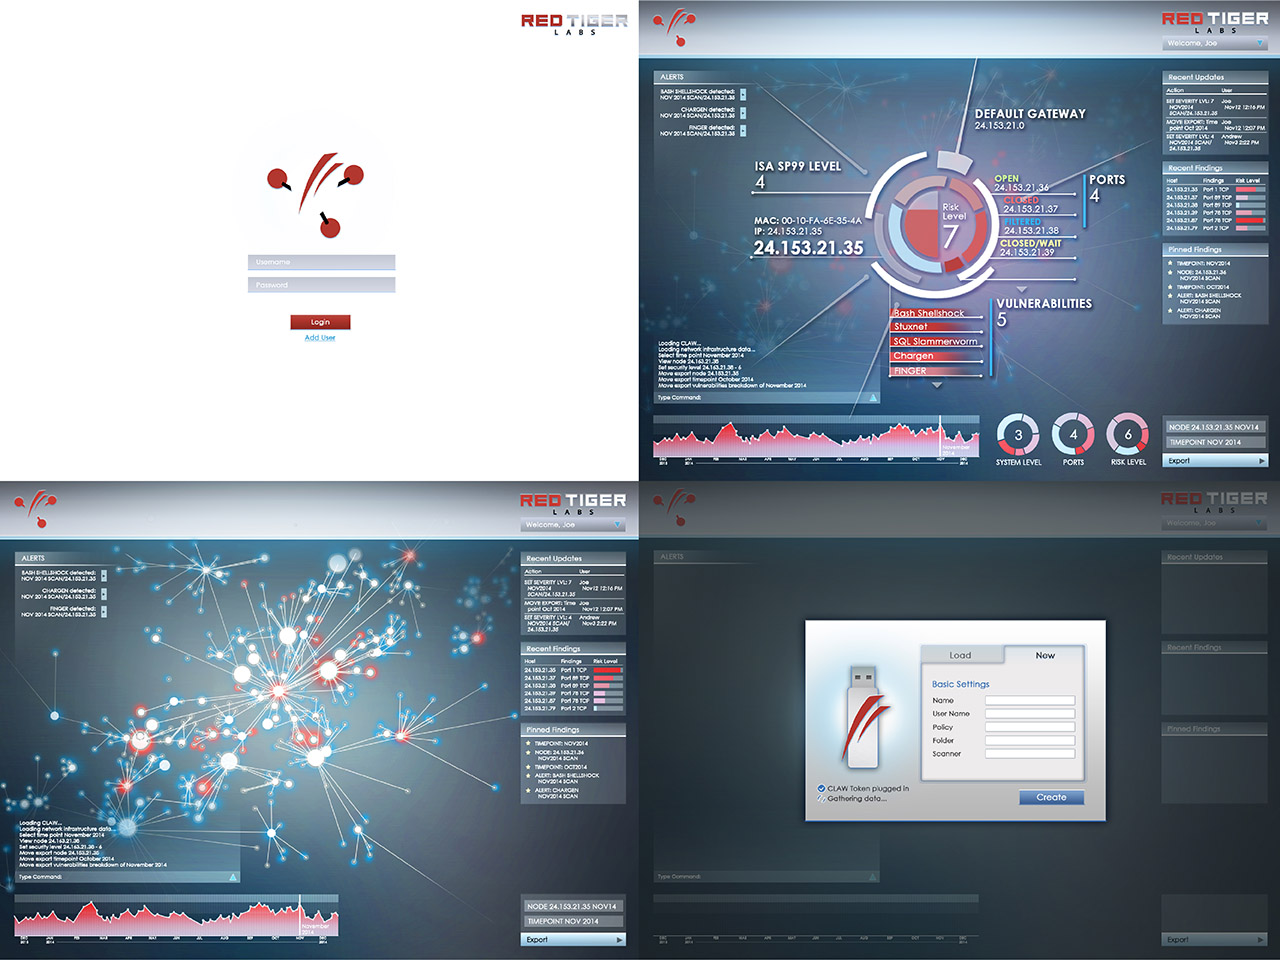 RED TIGER
LABS
Username
Password
Login
Add User
RED TIGER
LABS
Welcome, Joe
ALERTS
BASH SHELLSHOCK detected:
NOV 2014 SCAN/24.153.21.35
CHARGEN detected:
NOV 2014 SCAN/24.153.21.35
FINGER detected:
NOV 2014 SCAN/24.153.21.35
DEFAULT GATEWAY
24.153.21.0
ISA SP99 LEVEL
4
MAC: 00-10-FA-6E-35-4A
IP: 24.153.21.35
24.153.21.35
Risk
Level
7
OPEN
24.153.21.36
CLOSED
24.153.21.37
FILTERED
24.153.21.38
CLOSED/WAIT
24.153.21.39
PORTS
4
VULNERABILITIES
5
Bash Shellshock
Stuxnet
SQL Slammerworm
Chargen
FINGER
Recent Updates
Action User
SET SEVERITY LVL: 7 Joe
NOV2014 Nov12 12:16 PM
SCAN/24.153.21.35
MOVE EXPORT: Time Joe
point Oct 2014 Nov12 12:07 PM
SET SEVERITY LVL: 4 Andrew
NOV 2014 SCAN/ Nov3 2:22 PM
24.153.21.35
Recent Findings
Host Findings Risk Level
24.153.21.35 Port 1 TCP
24.153.21.37 Port 89 TCP
24.153.21.38 Port 89 TCP
24.153.21.39 Port 78 TCP
24.153.21.87 Port 78 TCP
24.153.21.79 Port 2 TCP
Pinned Findings
TIMEPOINT: NOV2014
NODE: 24.153.21.36
NOV2014 SCAN
TIMEPOINT: OCT2014
ALERT: BASH SHELLSHOCK
NOV2014 SCAN
ALERT: CHARGEN
NOV2014 SCAN
Loading CLAW...
Loading network infrastructure data...
Select time point November 2014
View node 24.153.21.35
Set security level 24.153.21.38 - 6
Move export node 24.153.21.35
Move export timepoint October 2014
Move export vulnerabilities breakdown of November 2014
Type Command:
November
2014
DEC JAN FEB MAR APR MAY JUN JUL AUG SEP OCT NOV DEC
2013 2014 2014
3
SYSTEM LEVEL
4
PORTS
6
RISK LEVEL
NODE 24.153.21.35 NOV14
TIMEPOINT NOV 2014
Export
RED TIGER
LABS
Welcome, Joe
ALERTS
BASH SHELLSHOCK detected:
NOV 2014 SCAN/24.153.21.35
CHARGEN detected:
NOV 2014 SCAN/24.153.21.35
FINGER detected:
NOV 2014 SCAN/24.153.21.35
Recent Updates
Action User
SET SEVERITY LVL: 7 Joe
NOV2014 Nov12 12:16 PM
SCAN/24.153.21.35
MOVE EXPORT: Time Joe
point Oct 2014 Nov12 12:07 PM
SET SEVERITY LVL: 4 Andrew
NOV 2014 SCAN/ Nov3 2:22 PM
24.153.21.35
Recent Findings
Host Findings Risk Level
24.153.21.35 Port 1 TCP
24.153.21.37 Port 89 TCP
24.153.21.38 Port 89 TCP
24.153.21.39 Port 78 TCP
24.153.21.87 Port 78 TCP
24.153.21.79 Port 2 TCP
Pinned Findings
TIMEPOINT: NOV2014
NODE: 24.153.21.36
NOV2014 SCAN
TIMEPOINT: OCT2014
ALERT: BASH SHELLSHOCK
NOV2014 SCAN
ALERT: CHARGEN
NOV2014 SCAN
Loading CLAW...
Loading network infrastructure data...
Select time point November 2014
View node 24.153.21.38
Set security level 24.153.21.35 - 6
Move export node 24.153.21.35
Move export timepoint October 2014
Move export vulnerabilities breakdown of November 2014
Type Command:
November
2014
DEC JAN FEB MAR APR MAY JUN JUL AUG SEP OCT NOV DEC
2013 2014 2014
NODE 24.153.21.35 NOV14
TIMEPOINT NOV 2014
Export
RED TIGER
LABS
Welcome, Joe
ALERTS
Recent Updates
Recent Findings
Pinned Findings
Load New
Basic Settings
Name
User Name
Policy
Folder
Scanner
CLAW Token plugged in
Gathering data...
Create
Type Command:
Export